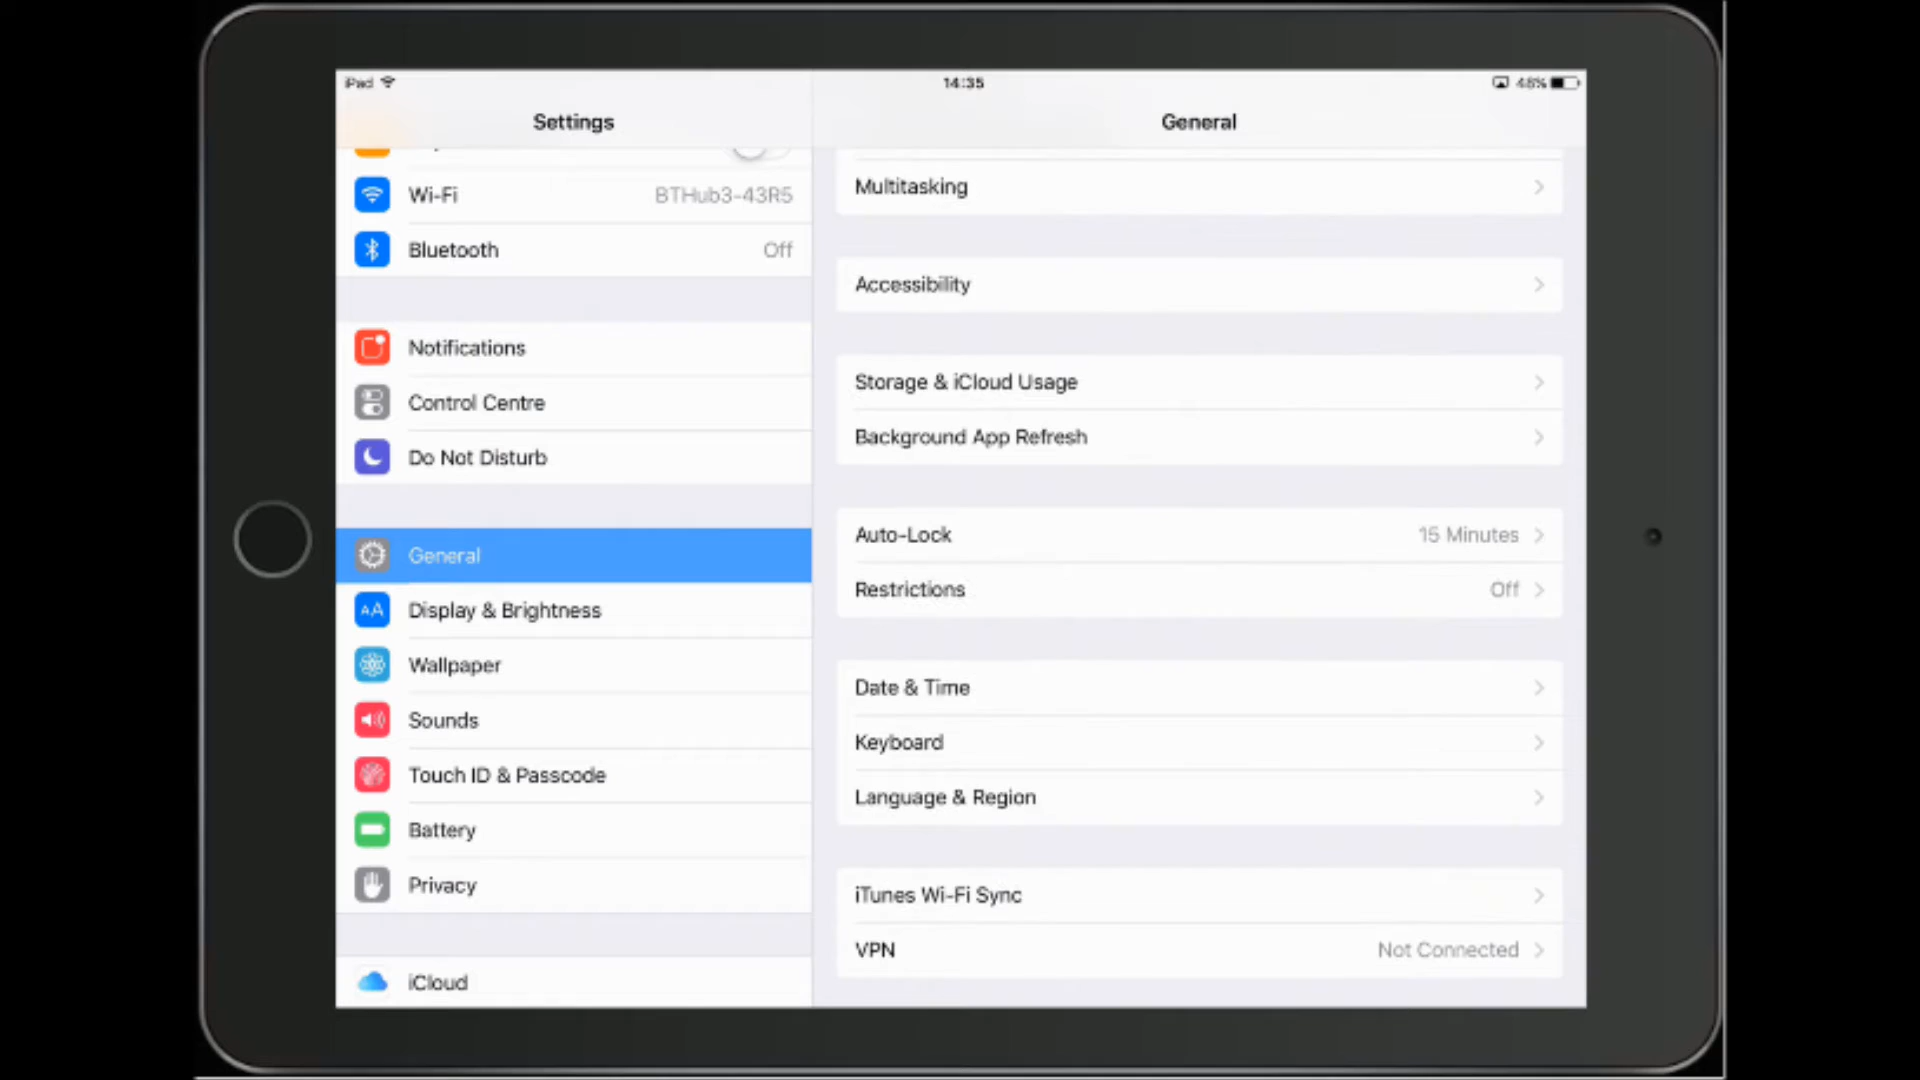 iPad
14:35
48%
Settings
General
Wi-Fi BTHub3-43R5
Bluetooth Off
Notifications
Control Centre
Do Not Disturb
General
AA Display & Brightness
Wallpaper
Sounds
Touch ID & Passcode
Battery
Privacy
iCloud
Multitasking
Accessibility
Storage & iCloud Usage
Background App Refresh
Auto-Lock 15 Minutes
Restrictions Off
Date & Time
Keyboard
Language & Region
iTunes Wi-Fi Sync
VPN Not Connected